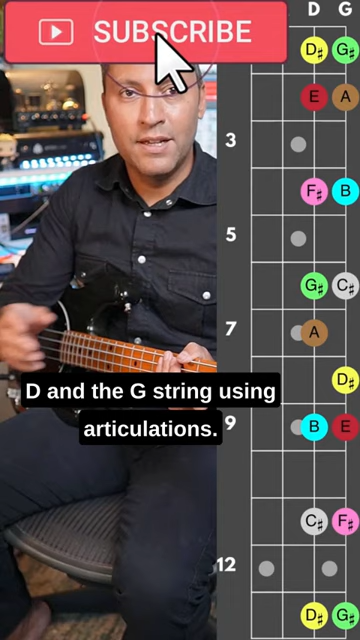 SUBSCRIBE
D G
D♯ G♯
E A
3
F♯ B
5
G♯ C♯
7 A
D♯
D and the G string using
articulations.
9 B E
C♯ F♯
12
D♯ G♯